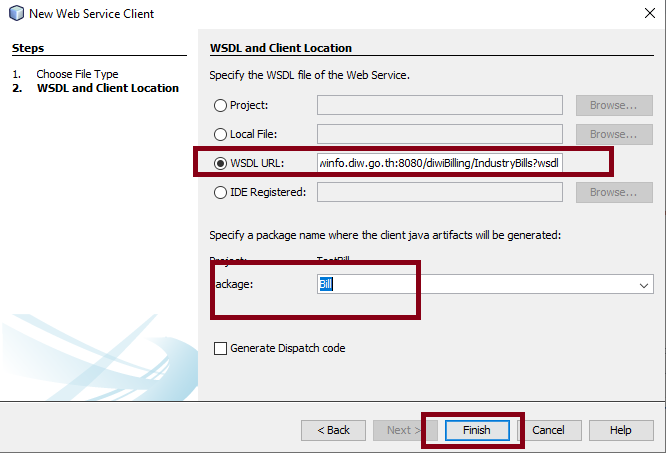 New Web Service Client
Steps
1. Choose File Type
2. WSDL and Client Location
WSDL and Client Location
Specify the WSDL file of the Web Service.
Project:
Browse...
Local File:
Browse...
WSDL URL: winfo.diw.go.th:8080/diwiBilling/IndustryBills?wsdl
IDE Registered:
Browse...
Specify a package name where the client java artifacts will be generated:
Package: Bill
Generate Dispatch code
< Back
Next >
Finish
Cancel
Help